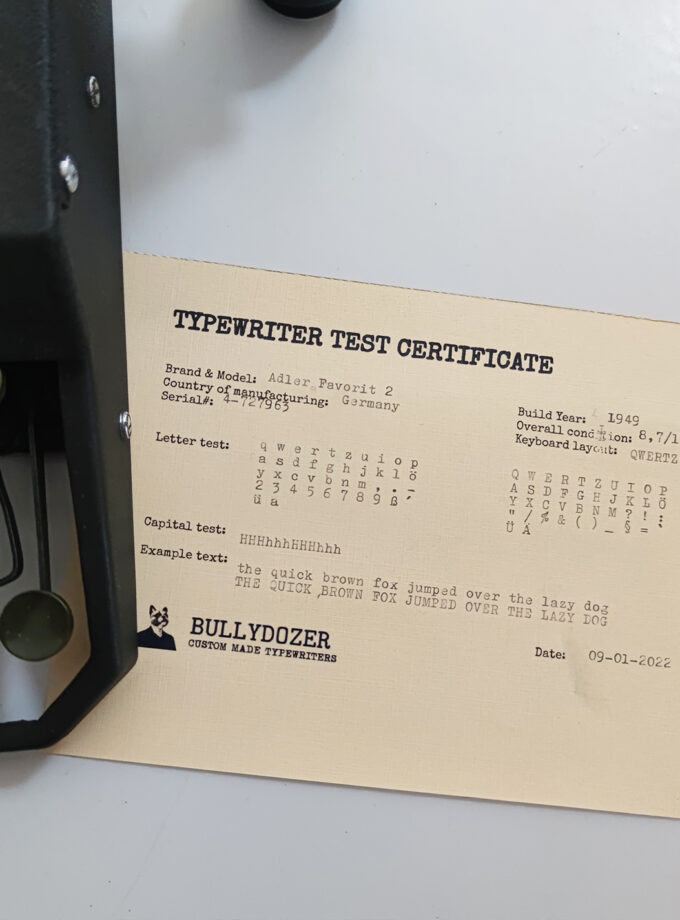 TYPEWRITER TEST CERTIFICATE
Brand & Model: Adler Favorit 2
Country of manufacturing: Germany
Serial#: 4-727963
Build Year: 1949
Overall condition: 8,7/1
Keyboard layout: QWERTZ
Letter test:
q w e r t z u i o p
a s d f g h j k l ö
y x c v b n m , . -
2 3 4 5 6 7 8 9 ß ´
ü a
Q W E R T Z U I O P
A S D F G H J K L Ö
Y X C V B N M ? ! :
" / % & ( ) _ § = `
Ü Ä
Capital test:
HHHhhhHHHhhh
Example text:
the quick brown fox jumped over the lazy dog
THE QUICK ,BROWN FOX JUMPED OVER THE LAZY DOG
BULLYDOZER
CUSTOM MADE TYPEWRITERS
Date: 09-01-2022